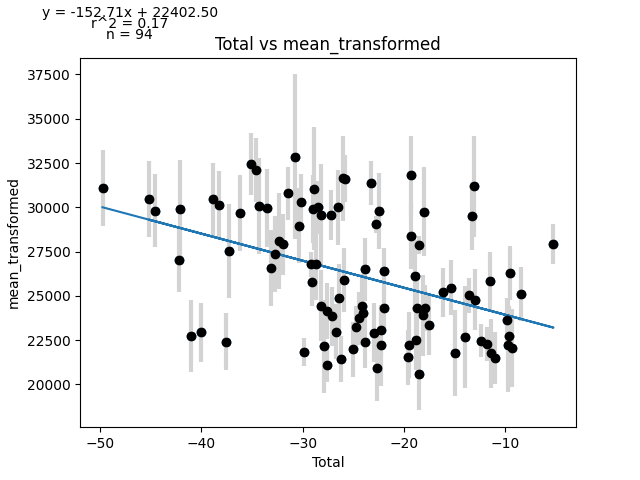 y = -152.71x + 22402.50
r^2 = 0.17
n = 94
Total vs mean_transformed
37500
35000
32500
30000
27500
25000
22500
20000
mean_transformed
−50 −40 −30 −20 −10
Total